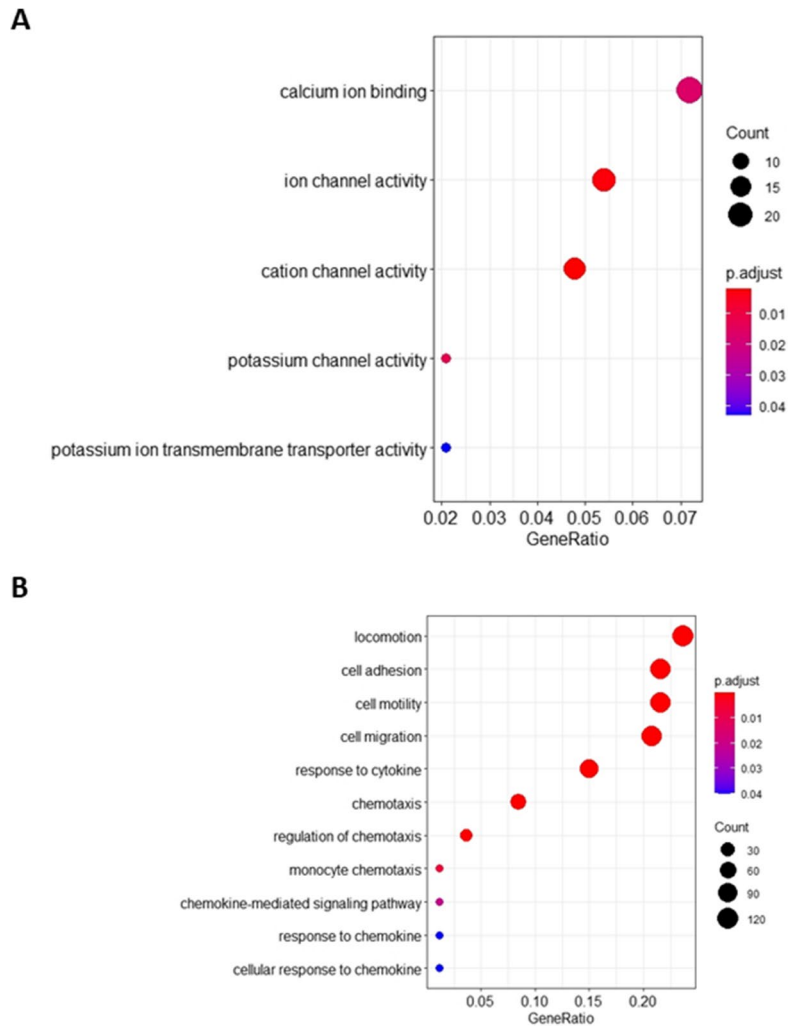 A
calcium ion binding
ion channel activity
cation channel activity
potassium channel activity
potassium ion transmembrane transporter activity
0.02 0.03 0.04 0.05 0.06 0.07
GeneRatio
Count
10
15
20
p.adjust
0.01
0.02
0.03
0.04
B
locomotion
cell adhesion
cell motility
cell migration
response to cytokine
chemotaxis
regulation of chemotaxis
monocyte chemotaxis
chemokine-mediated signaling pathway
response to chemokine
cellular response to chemokine
0.05 0.10 0.15 0.20
GeneRatio
p.adjust
0.01
0.02
0.03
0.04
Count
30
60
90
120